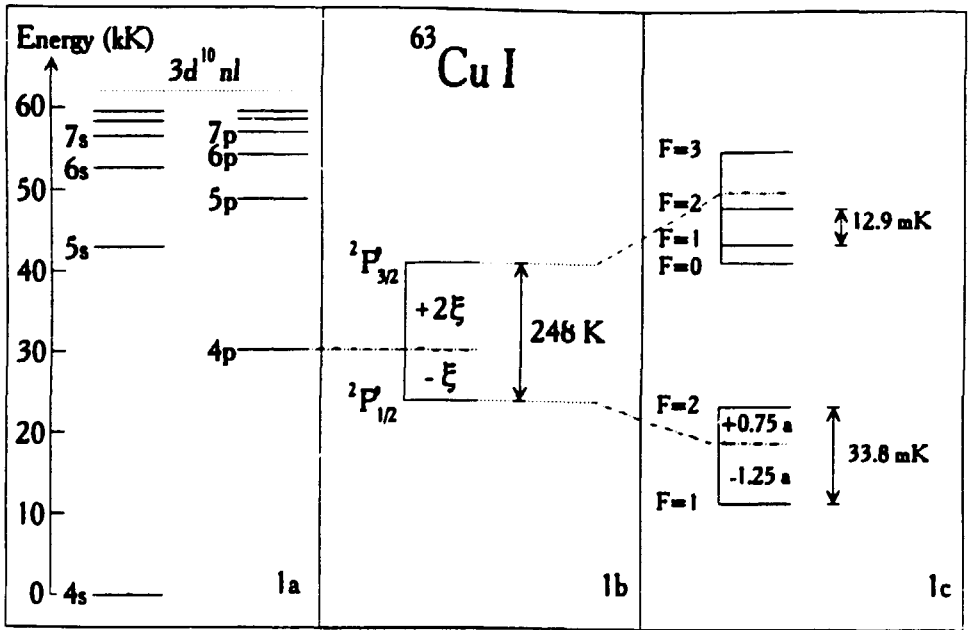 Energy (kK)
3d¹⁰ nl
60
7s
7p
6s
6p
50
5p
5s
40
30
4p
20
10
0
4s
1a
⁶³Cu I
²P°3/2
+2ξ
248 K
- ξ
²P°1/2
1b
F=3
F=2
12.9 mK
F=1
F=0
F=2
+0.75 a
33.8 mK
-1.25 a
F=1
1c